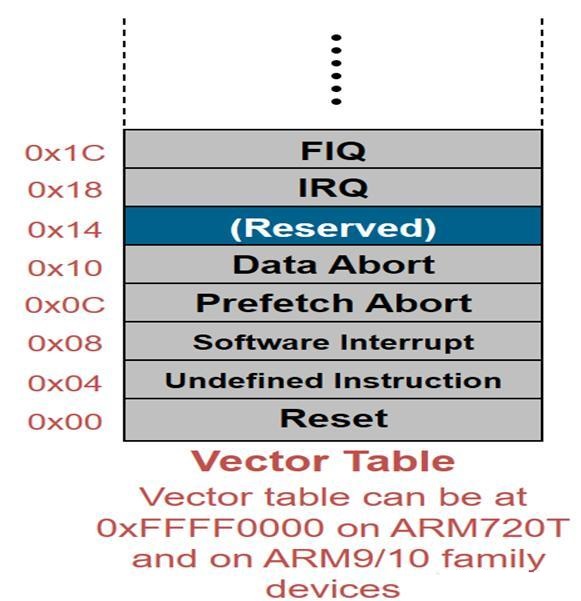 0x1C FIQ
0x18 IRQ
0x14 (Reserved)
0x10 Data Abort
0x0C Prefetch Abort
0x08 Software Interrupt
0x04 Undefined Instruction
0x00 Reset
Vector Table
Vector table can be at
0xFFFF0000 on ARM720T
and on ARM9/10 family
devices